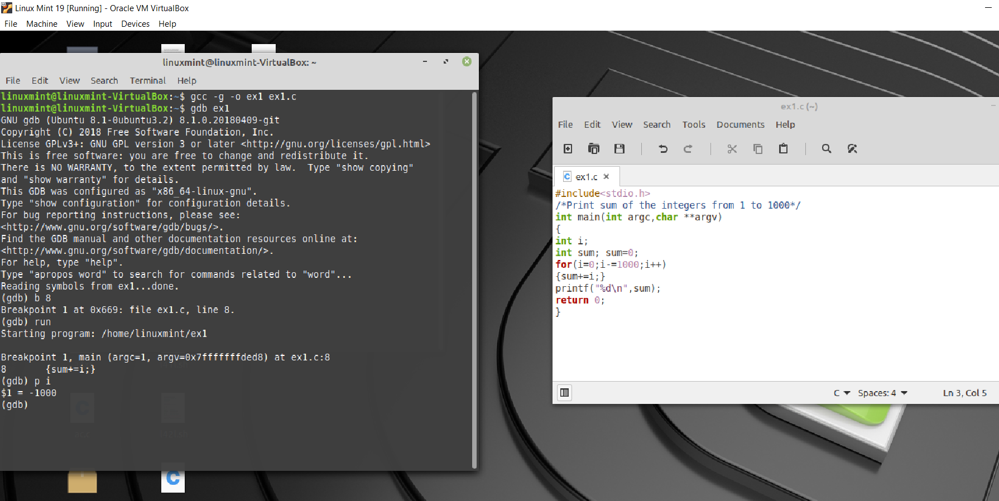 Linux Mint 19 [Running] - Oracle VM VirtualBox
File Machine View Input Devices Help
linuxmint@linuxmint-VirtualBox: ~
File Edit View Search Terminal Help
linuxmint@linuxmint-VirtualBox:~$ gcc -g -o ex1 ex1.c
linuxmint@linuxmint-VirtualBox:~$ gdb ex1
GNU gdb (Ubuntu 8.1-0ubuntu3.2) 8.1.0.20180409-git
Copyright (C) 2018 Free Software Foundation, Inc.
License GPLv3+: GNU GPL version 3 or later <http://gnu.org/licenses/gpl.html>
This is free software: you are free to change and redistribute it.
There is NO WARRANTY, to the extent permitted by law.  Type "show copying"
and "show warranty" for details.
This GDB was configured as "x86_64-linux-gnu".
Type "show configuration" for configuration details.
For bug reporting instructions, please see:
<http://www.gnu.org/software/gdb/bugs/>.
Find the GDB manual and other documentation resources online at:
<http://www.gnu.org/software/gdb/documentation/>.
For help, type "help".
Type "apropos word" to search for commands related to "word"...
Reading symbols from ex1...done.
(gdb) b 8
Breakpoint 1 at 0x669: file ex1.c, line 8.
(gdb) run
Starting program: /home/linuxmint/ex1
Breakpoint 1, main (argc=1, argv=0x7fffffffded8) at ex1.c:8
8       {sum+=i;}
(gdb) p i
$1 = -1000
(gdb)
ex1.c (~)
File Edit View Search Tools Documents Help
ex1.c
#include<stdio.h>
/*Print sum of the integers from 1 to 1000*/
int main(int argc,char **argv)
{
int i;
int sum; sum=0;
for(i=0;i-=1000;i++)
{sum+=i;}
printf("%d\n",sum);
return 0;
}
C Spaces: 4 Ln 3, Col 5